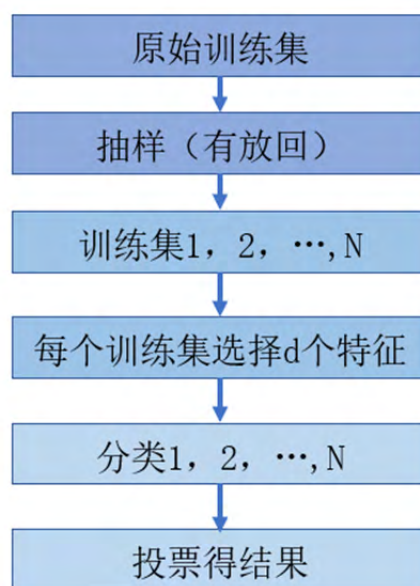 原始训练集
抽样（有放回）
训练集1，2，…,N
每个训练集选择d个特征
分类1，2，…,N
投票得结果